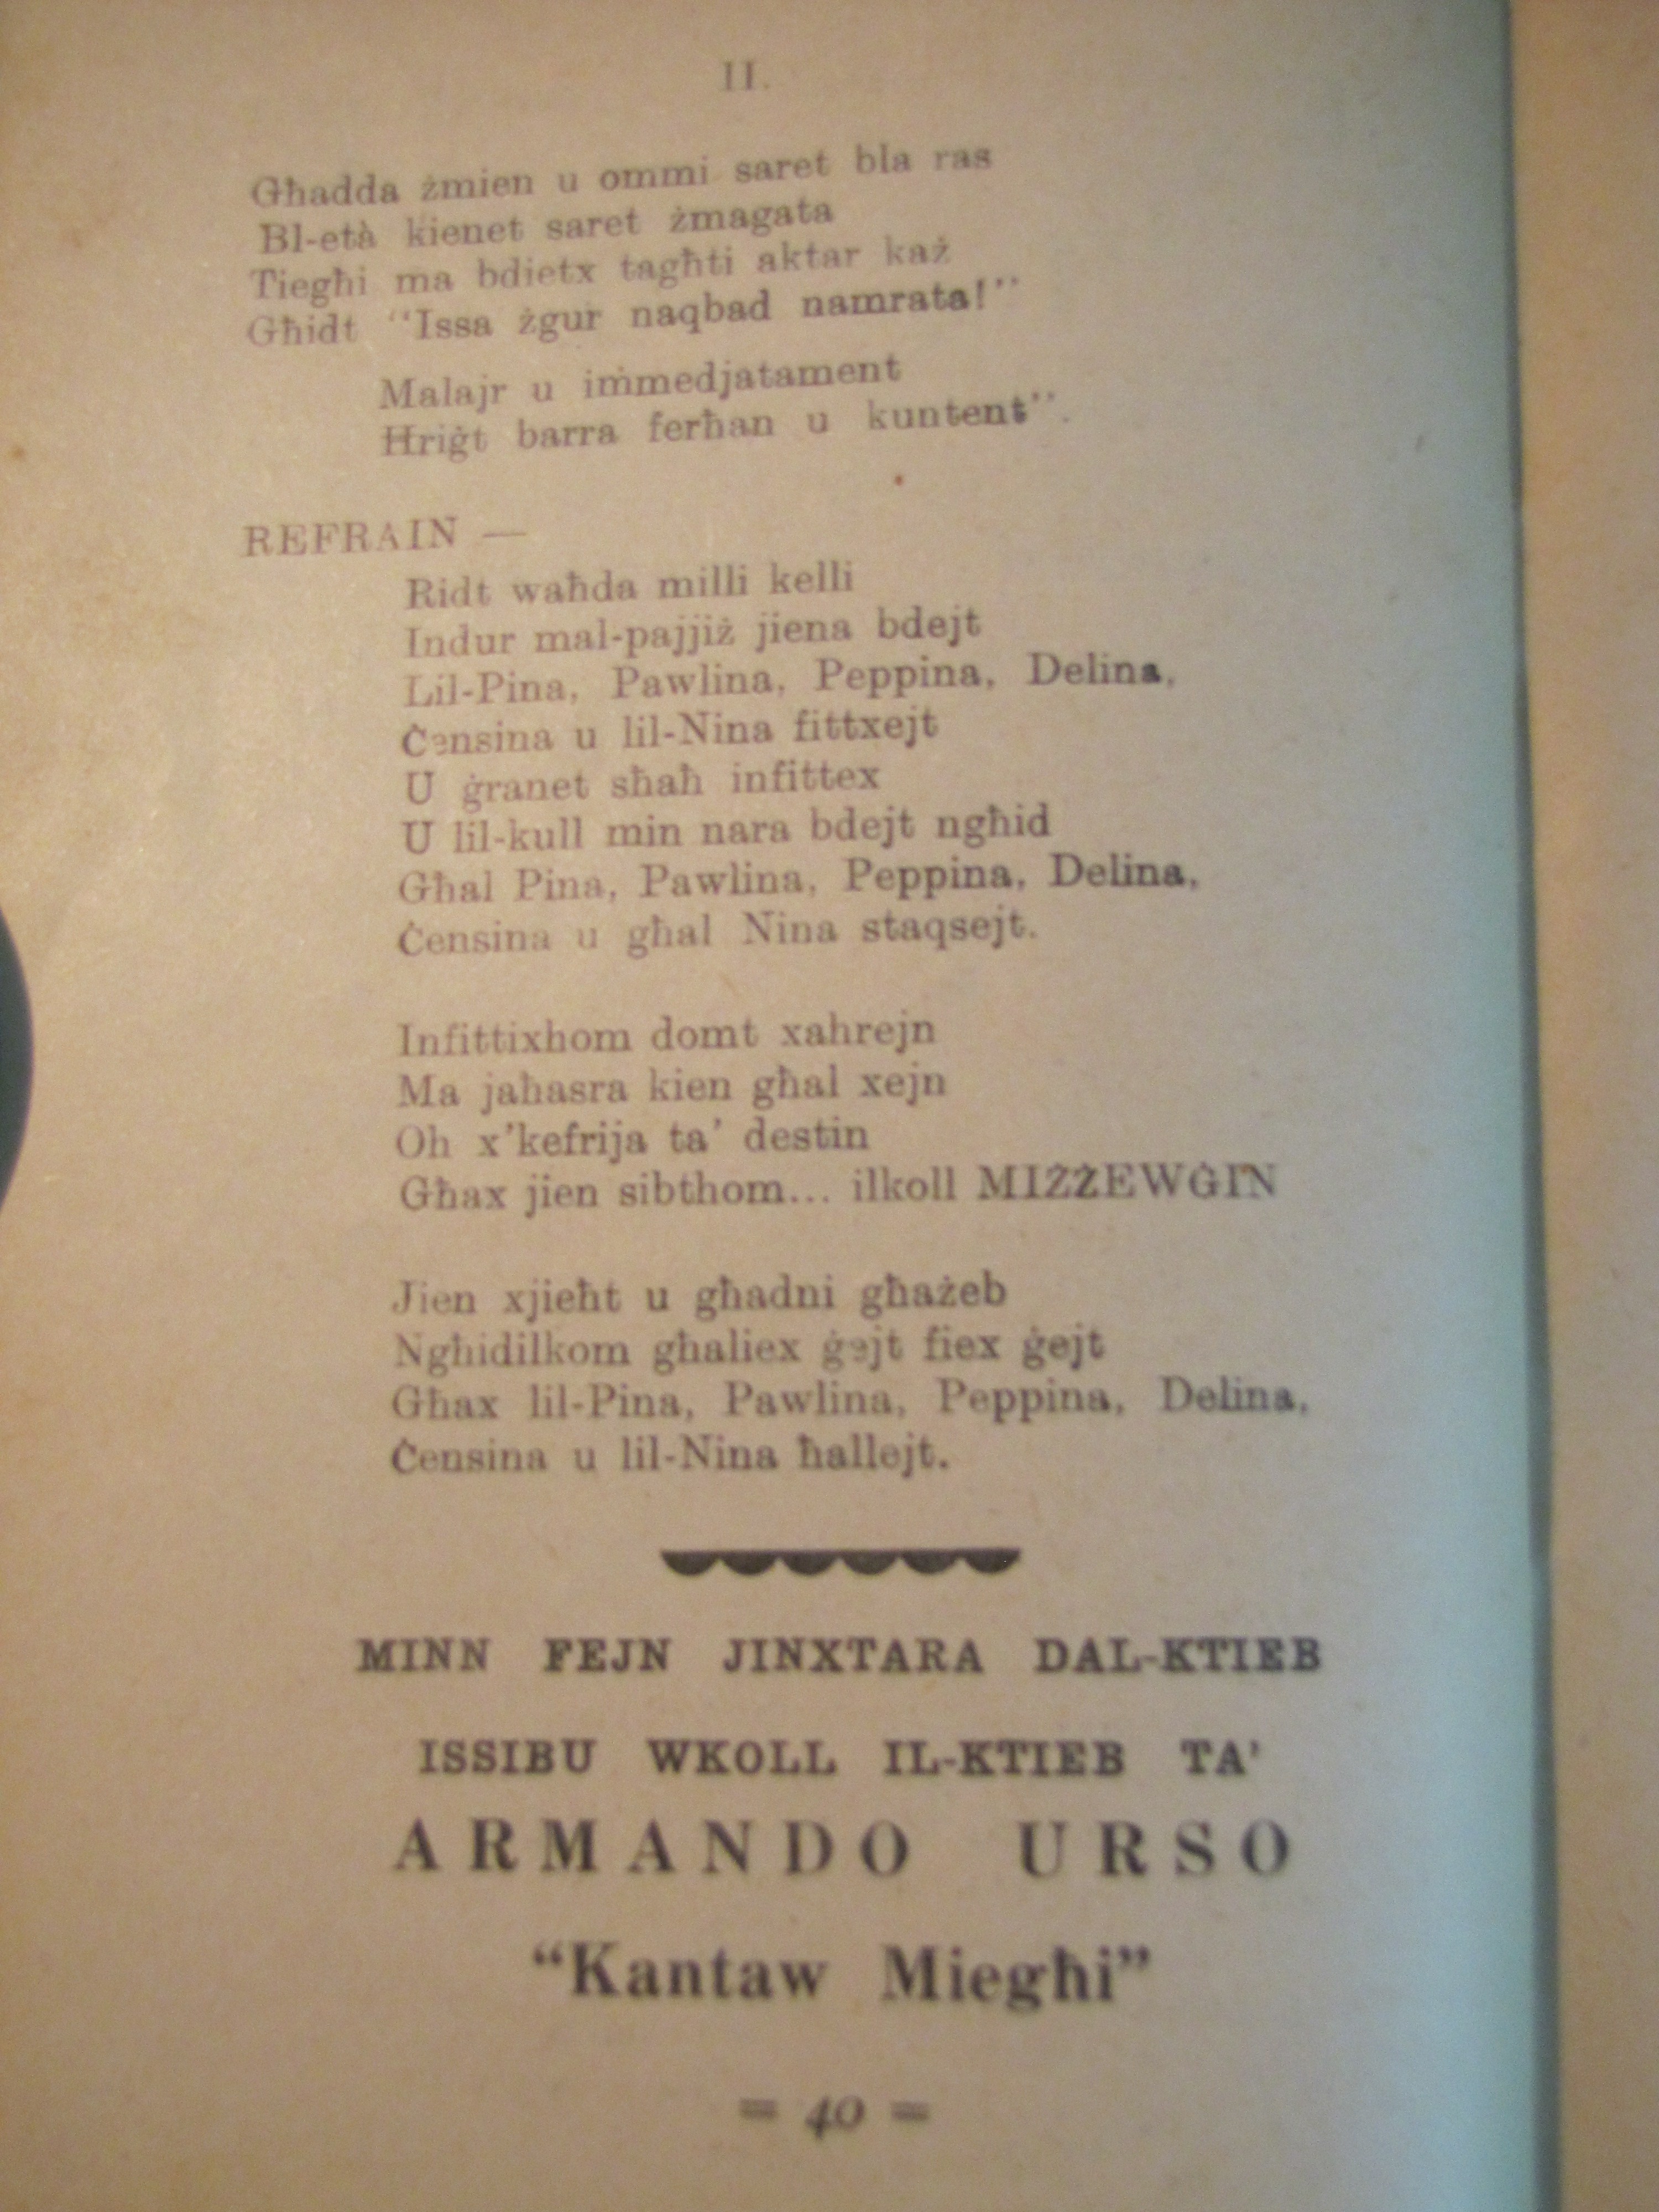 II.
Għadda żmien u ommi saret bla ras
Bl-età kienet saret żmagata
Tiegħi ma bdietx tagħti aktar każ
Għidt "Issa żgur naqbad namrata!"
Malajr u immedjatament
Ħriġt barra ferħan u kuntent".
REFRAIN —
Ridt waħda milli kelli
Indur mal-pajjiż jiena bdejt
Lil-Pina, Pawlina, Peppina, Delina,
Ċensina u lil-Nina fittxejt
U ġranet sħaħ infittex
U lil-kull min nara bdejt ngħid
Għal Pina, Pawlina, Peppina, Delina,
Ċensina u għal Nina staqsejt.
Infittixhom domt xahrejn
Ma jaħasra kien għal xejn
Oh x'kefrija ta' destin
Għax jien sibthom... ilkoll MIŻŻEWĠIN
Jien xjieħt u għadni għażeb
Ngħidilkom għaliex ġejt fiex ġejt
Għax lil-Pina, Pawlina, Peppina, Delina,
Ċensina u lil-Nina ħallejt.
MINN FEJN JINXTARA DAL-KTIEB
ISSIBU WKOLL IL-KTIEB TA'
ARMANDO URSO
"Kantaw Miegħi"
= 40 =